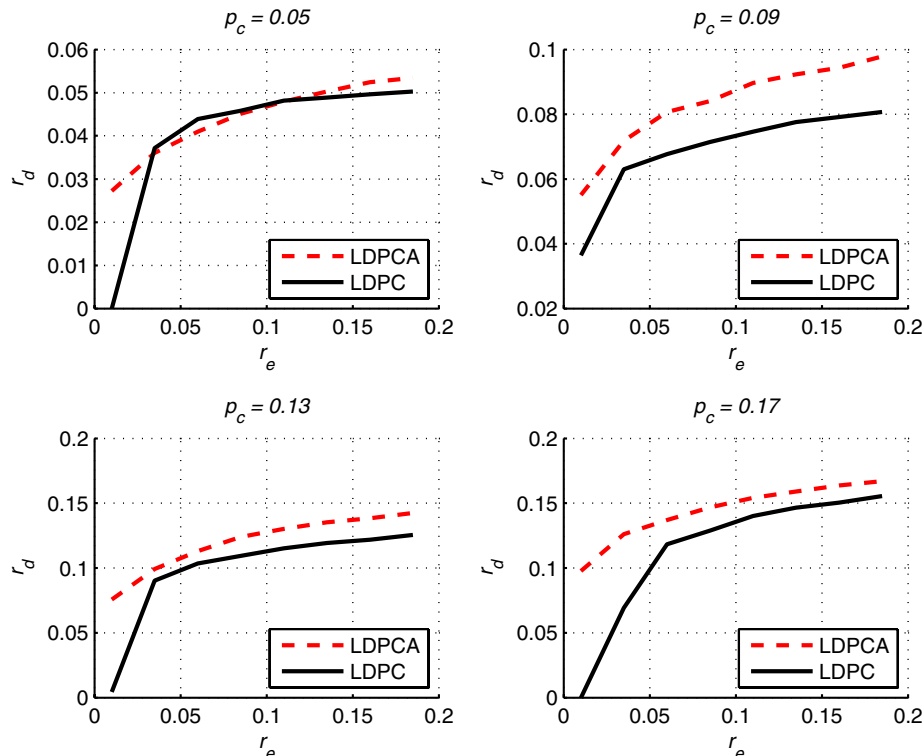 p_c = 0.05
0.06
0.05
0.04
0.03
0.02
0.01
0
r_d
0 0.05 0.1 0.15 0.2
r_e
LDPCA
LDPC
p_c = 0.09
0.1
0.08
0.06
0.04
0.02
r_d
0 0.05 0.1 0.15 0.2
r_e
LDPCA
LDPC
p_c = 0.13
0.2
0.15
0.1
0.05
0
r_d
0 0.05 0.1 0.15 0.2
r_e
LDPCA
LDPC
p_c = 0.17
0.2
0.15
0.1
0.05
0
r_d
0 0.05 0.1 0.15 0.2
r_e
LDPCA
LDPC